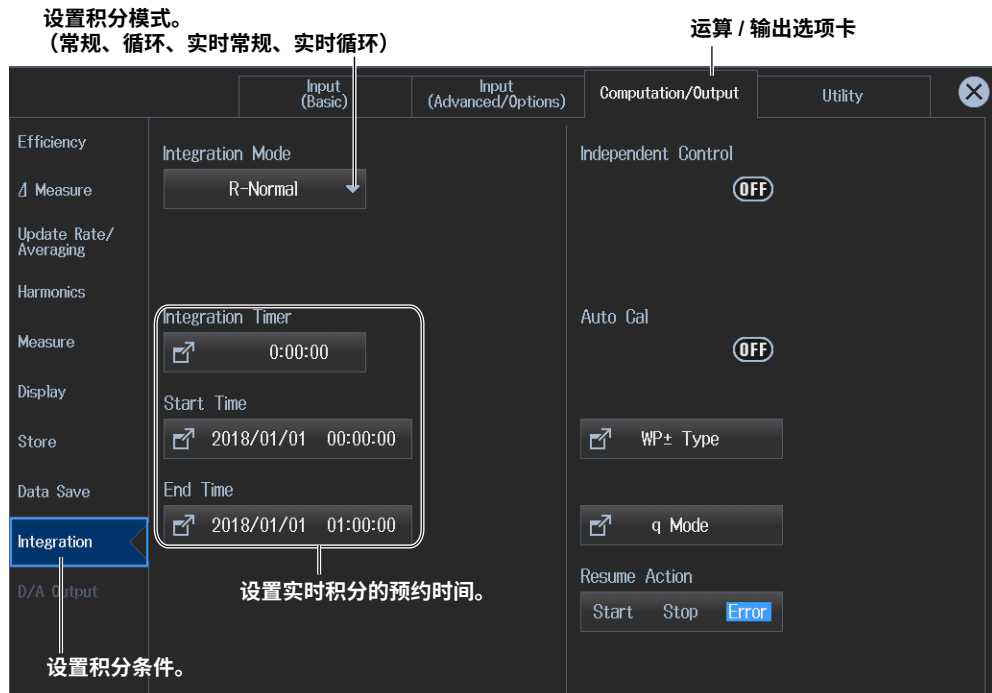 设置积分模式。
（常规、循环、实时常规、实时循环）
运算 / 输出选项卡
Input
(Basic)
Input
(Advanced/Options)
Computation/Output
Utility
Efficiency
⊿ Measure
Update Rate/
Averaging
Harmonics
Measure
Display
Store
Data Save
Integration
D/A Output
Integration Mode
R-Normal
Integration Timer
0:00:00
Start Time
2018/01/01 00:00:00
End Time
2018/01/01 01:00:00
设置实时积分的预约时间。
Independent Control
OFF
Auto Cal
OFF
WP± Type
q Mode
Resume Action
Start Stop Error
设置积分条件。